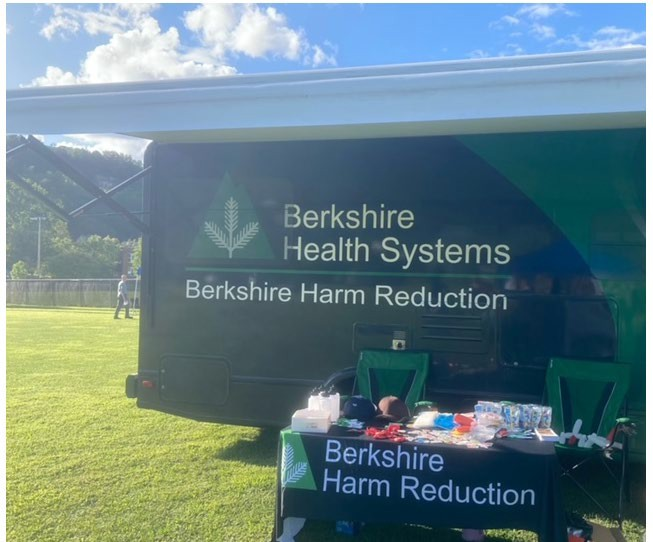 Berkshire
Health Systems
Berkshire Harm Reduction
Berkshire
Harm Reduction